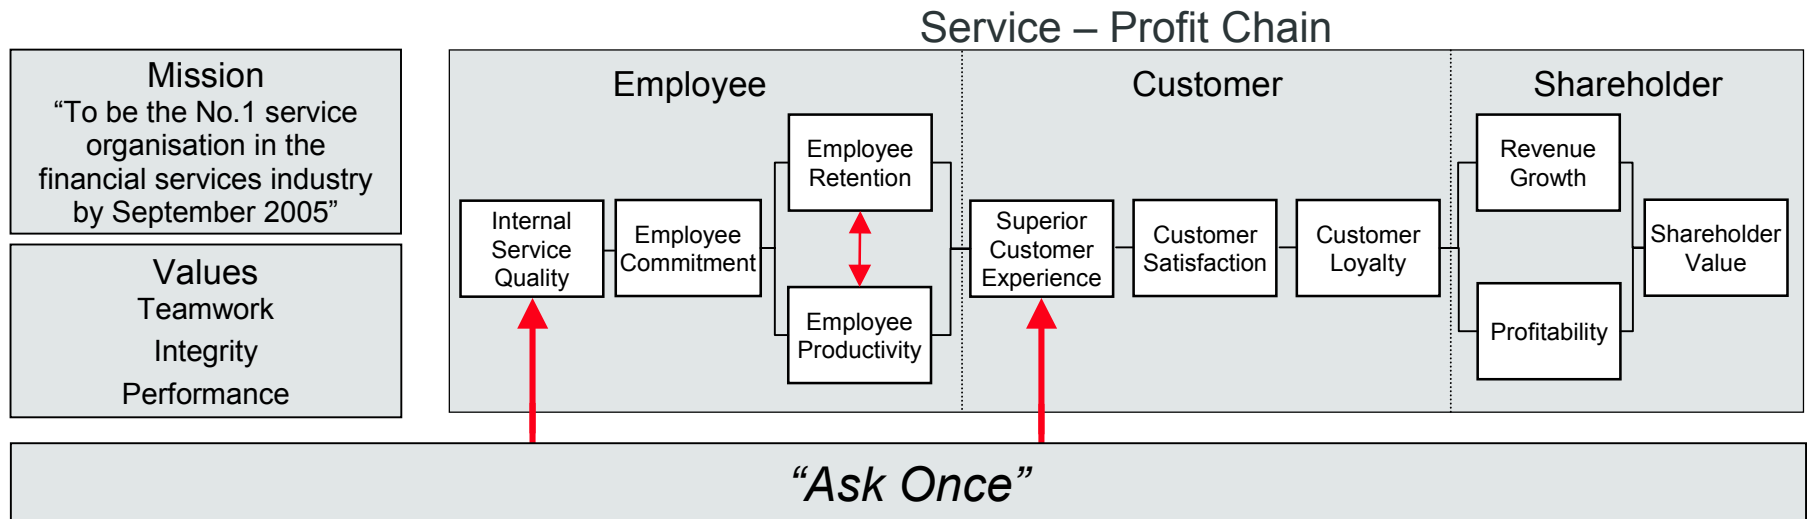 Service – Profit Chain
Mission
“To be the No.1 service
organisation in the
financial services industry
by September 2005”
Values
Teamwork
Integrity
Performance
Employee
Internal
Service
Quality
Employee
Commitment
Employee
Retention
Employee
Productivity
Customer
Superior
Customer
Experience
Customer
Satisfaction
Customer
Loyalty
Shareholder
Revenue
Growth
Profitability
Shareholder
Value
“Ask Once”